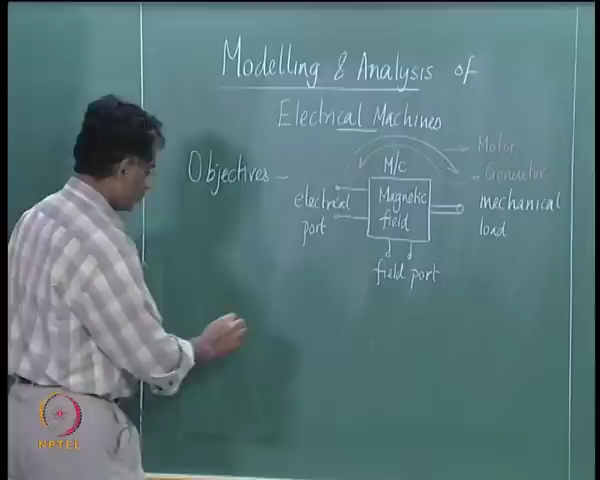 Modelling & Analysis of
Electrical Machines
Objectives -
M/c
Motor
Generator
electrical
port
Magnetic
field
mechanical
load
field port
NPTEL